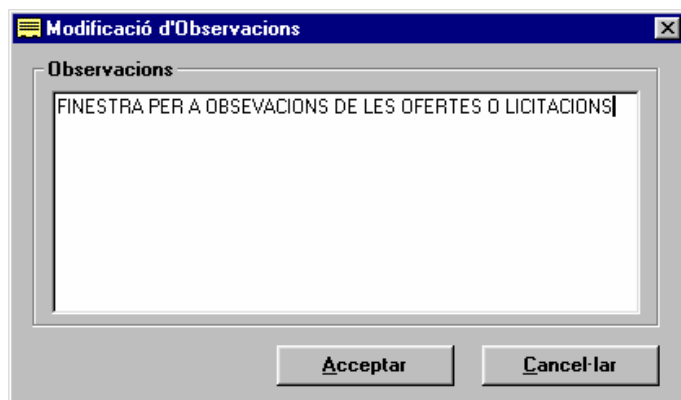 Modificació d'Observacions
Observacions
FINESTRA PER A OBSEVACIONS DE LES OFERTES O LICITACIONS
Acceptar
Cancel·lar